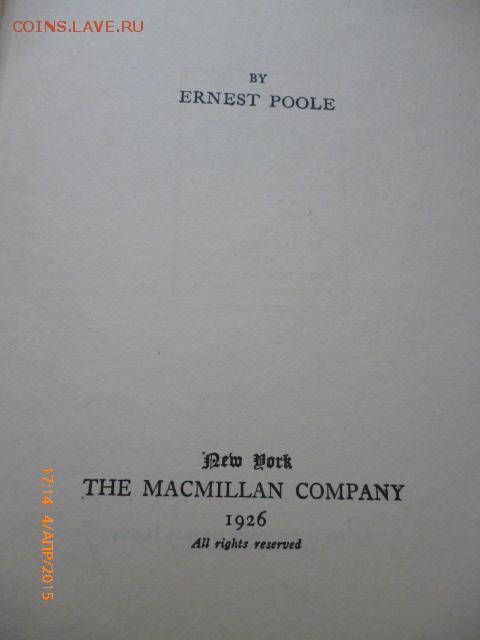 COINS.LAVE.RU
BY
ERNEST POOLE
New York
THE MACMILLAN COMPANY
1926
All rights reserved
17:14 4/АПР/2015